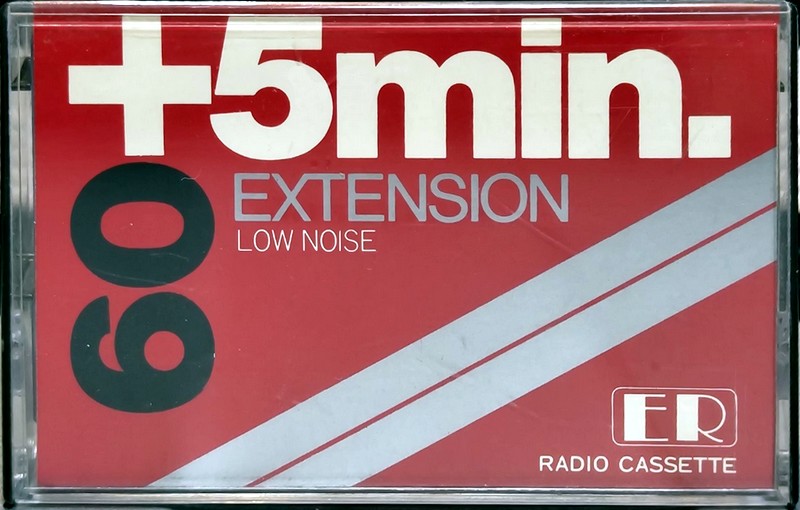 +5min.
60
EXTENSION
LOW NOISE
ER
RADIO CASSETTE